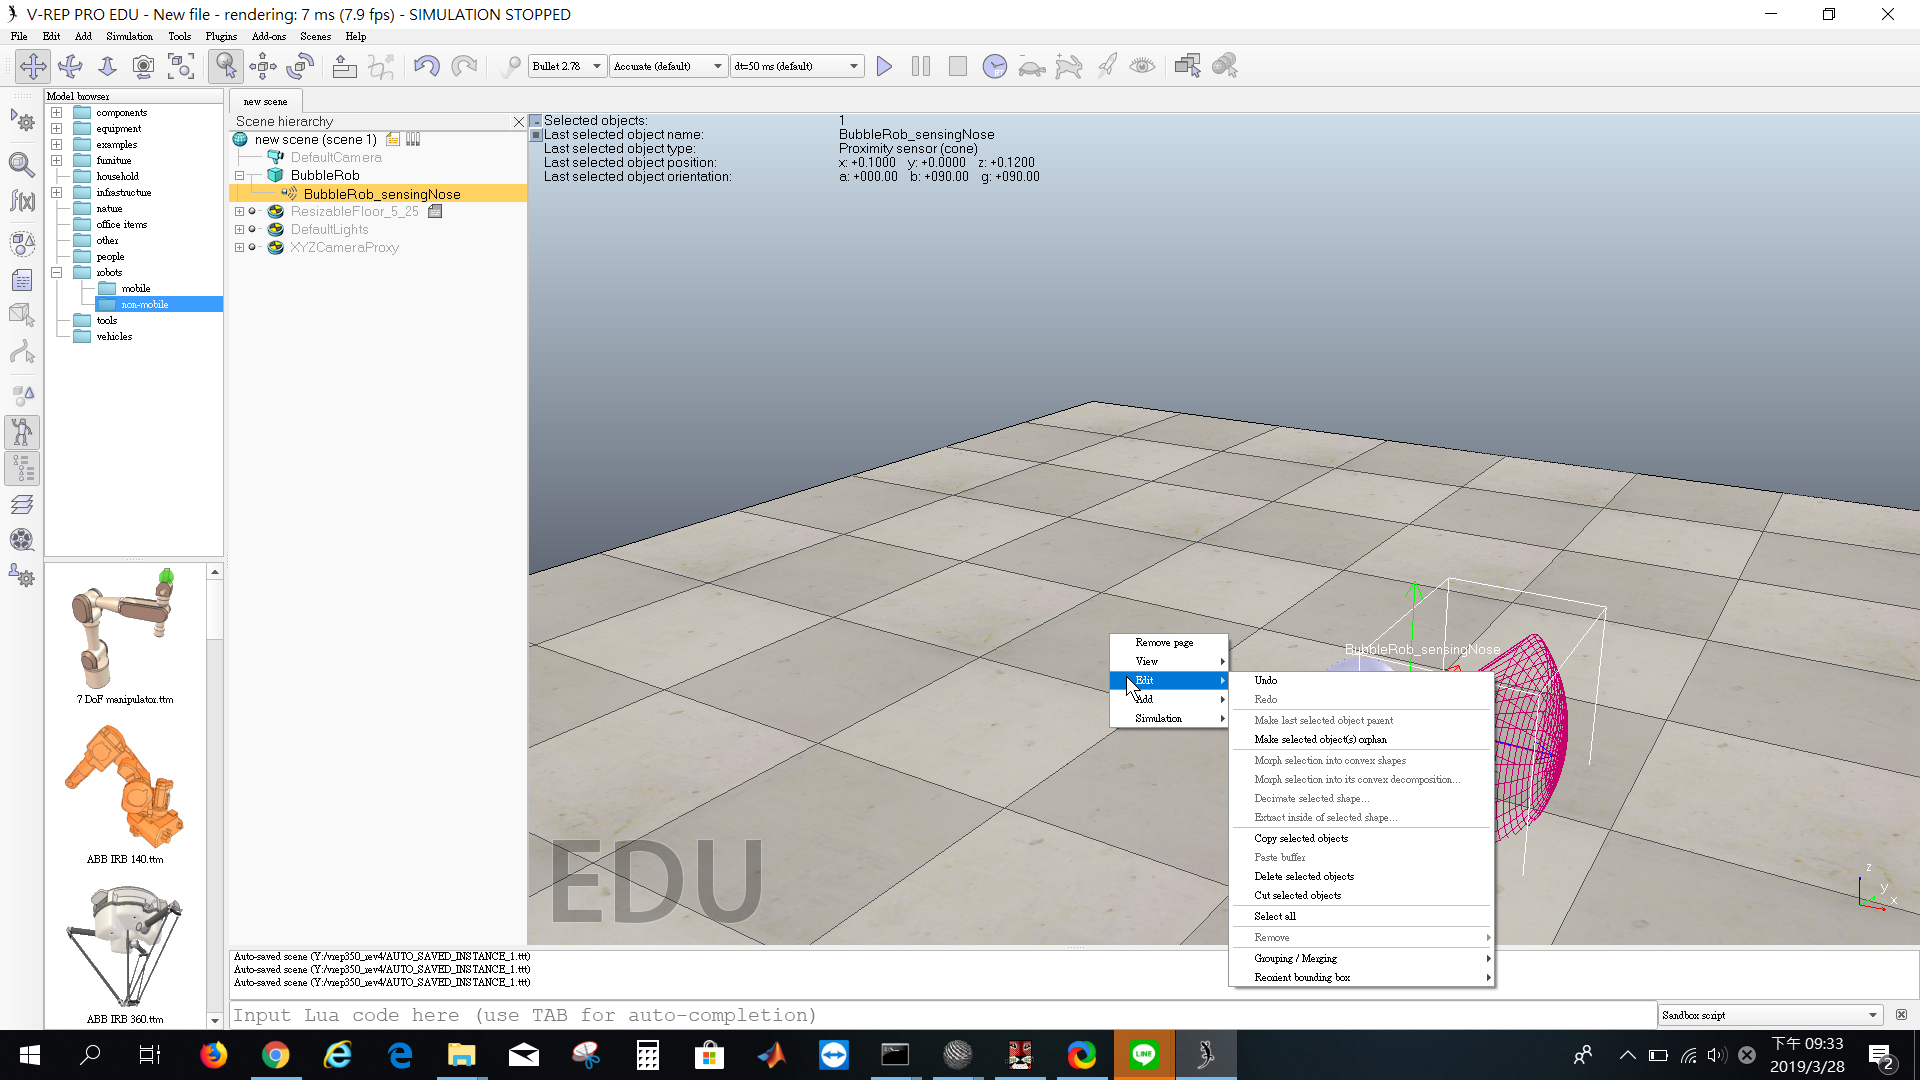 V-REP PRO EDU - New file - rendering: 7 ms (7.9 fps) - SIMULATION STOPPED
File Edit Add Simulation Tools Plugins Add-ons Scenes Help
Bullet 2.78 Accurate (default) dt=50 ms (default)
Model browser
components
equipment
examples
furniture
household
infrastructure
nature
office items
other
people
robots
mobile
non-mobile
tools
vehicles
7 DoF manipulator.ttm
ABB IRB 140.ttm
ABB IRB 360.ttm
new scene
Scene hierarchy
new scene (scene 1)
DefaultCamera
BubbleRob
BubbleRob_sensingNose
ResizableFloor_5_25
DefaultLights
XYZCameraProxy
Selected objects: 1
Last selected object name: BubbleRob_sensingNose
Last selected object type: Proximity sensor (cone)
Last selected object position: x: +0.1000 y: +0.0000 z: +0.1200
Last selected object orientation: a: +000.00 b: +090.00 g: +090.00
BubbleRob_sensingNose
Remove page
View
Edit
Add
Simulation
Undo
Redo
Make last selected object parent
Make selected object(s) orphan
Morph selection into convex shapes
Morph selection into its convex decomposition...
Decimate selected shape...
Extract inside of selected shape...
Copy selected objects
Paste buffer
Delete selected objects
Cut selected objects
Select all
Remove
Grouping / Merging
Reorient bounding box
EDU
z
y
x
Auto-saved scene (Y:/vrep350_rev4/AUTO_SAVED_INSTANCE_1.ttt)
Auto-saved scene (Y:/vrep350_rev4/AUTO_SAVED_INSTANCE_1.ttt)
Auto-saved scene (Y:/vrep350_rev4/AUTO_SAVED_INSTANCE_1.ttt)
Input Lua code here (use TAB for auto-completion)
Sandbox script
LINE
下午 09:33
2019/3/28
2